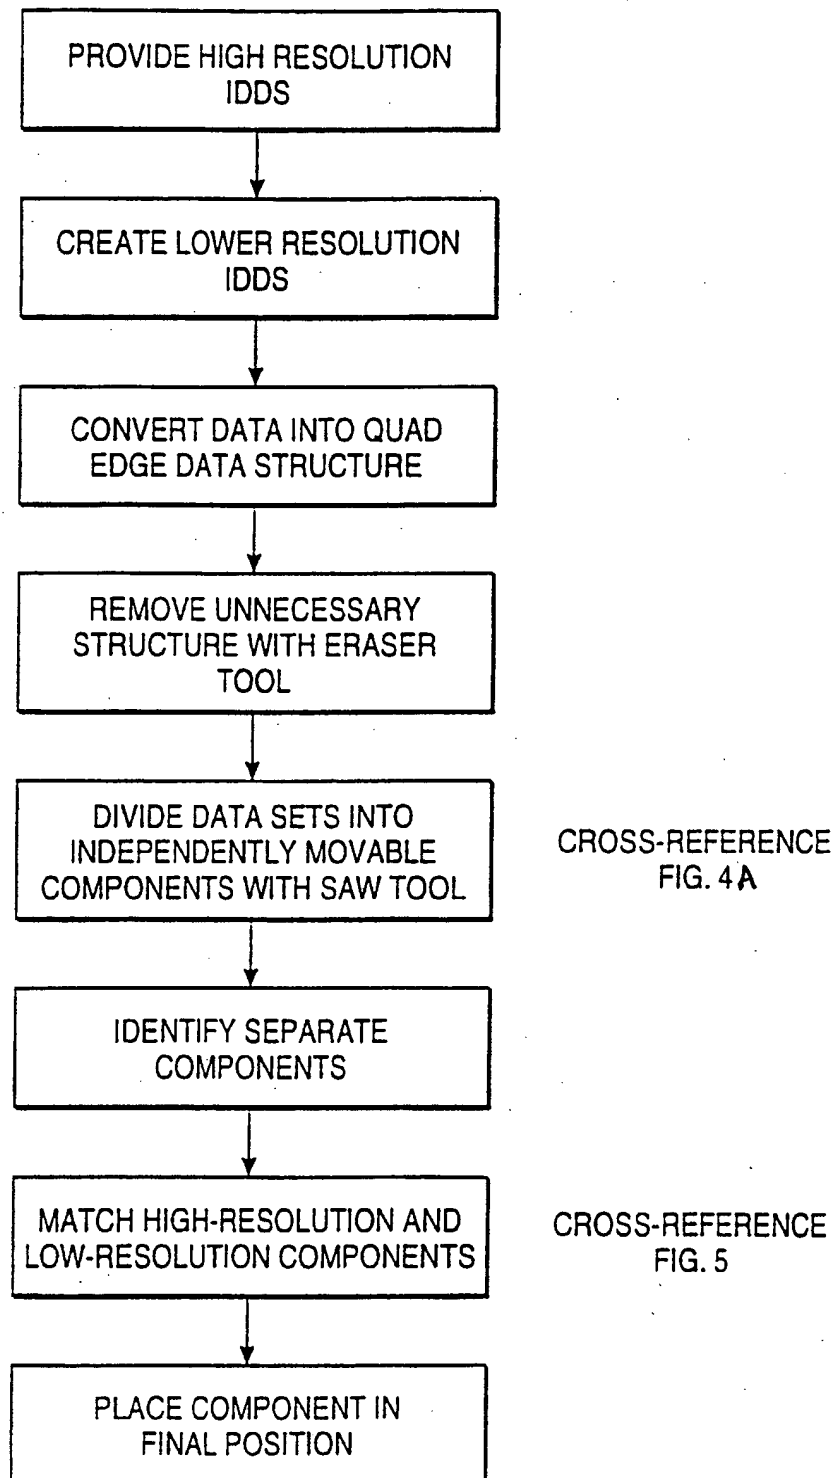 PROVIDE HIGH RESOLUTION
IDDS
CREATE LOWER RESOLUTION
IDDS
CONVERT DATA INTO QUAD
EDGE DATA STRUCTURE
REMOVE UNNECESSARY
STRUCTURE WITH ERASER
TOOL
DIVIDE DATA SETS INTO
INDEPENDENTLY MOVABLE
COMPONENTS WITH SAW TOOL
CROSS-REFERENCE
FIG. 4A
IDENTIFY SEPARATE
COMPONENTS
MATCH HIGH-RESOLUTION AND
LOW-RESOLUTION COMPONENTS
CROSS-REFERENCE
FIG. 5
PLACE COMPONENT IN
FINAL POSITION